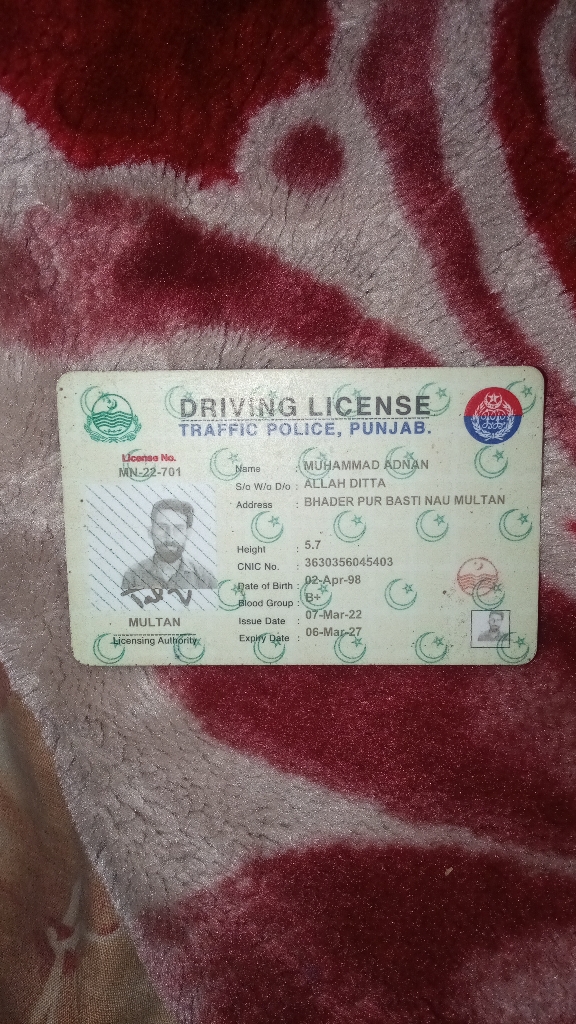 DRIVING LICENSE
TRAFFIC POLICE, PUNJAB.
License No.
MN-22-701
Name : MUHAMMAD ADNAN
S/o W/o D/o : ALLAH DITTA
Address : BHADER PUR BASTI NAU MULTAN
Height : 5.7
CNIC No. : 3630356045403
Date of Birth : 02-Apr-98
Blood Group : B+
Issue Date : 07-Mar-22
Expiry Date : 06-Mar-27
MULTAN
Licensing Authority